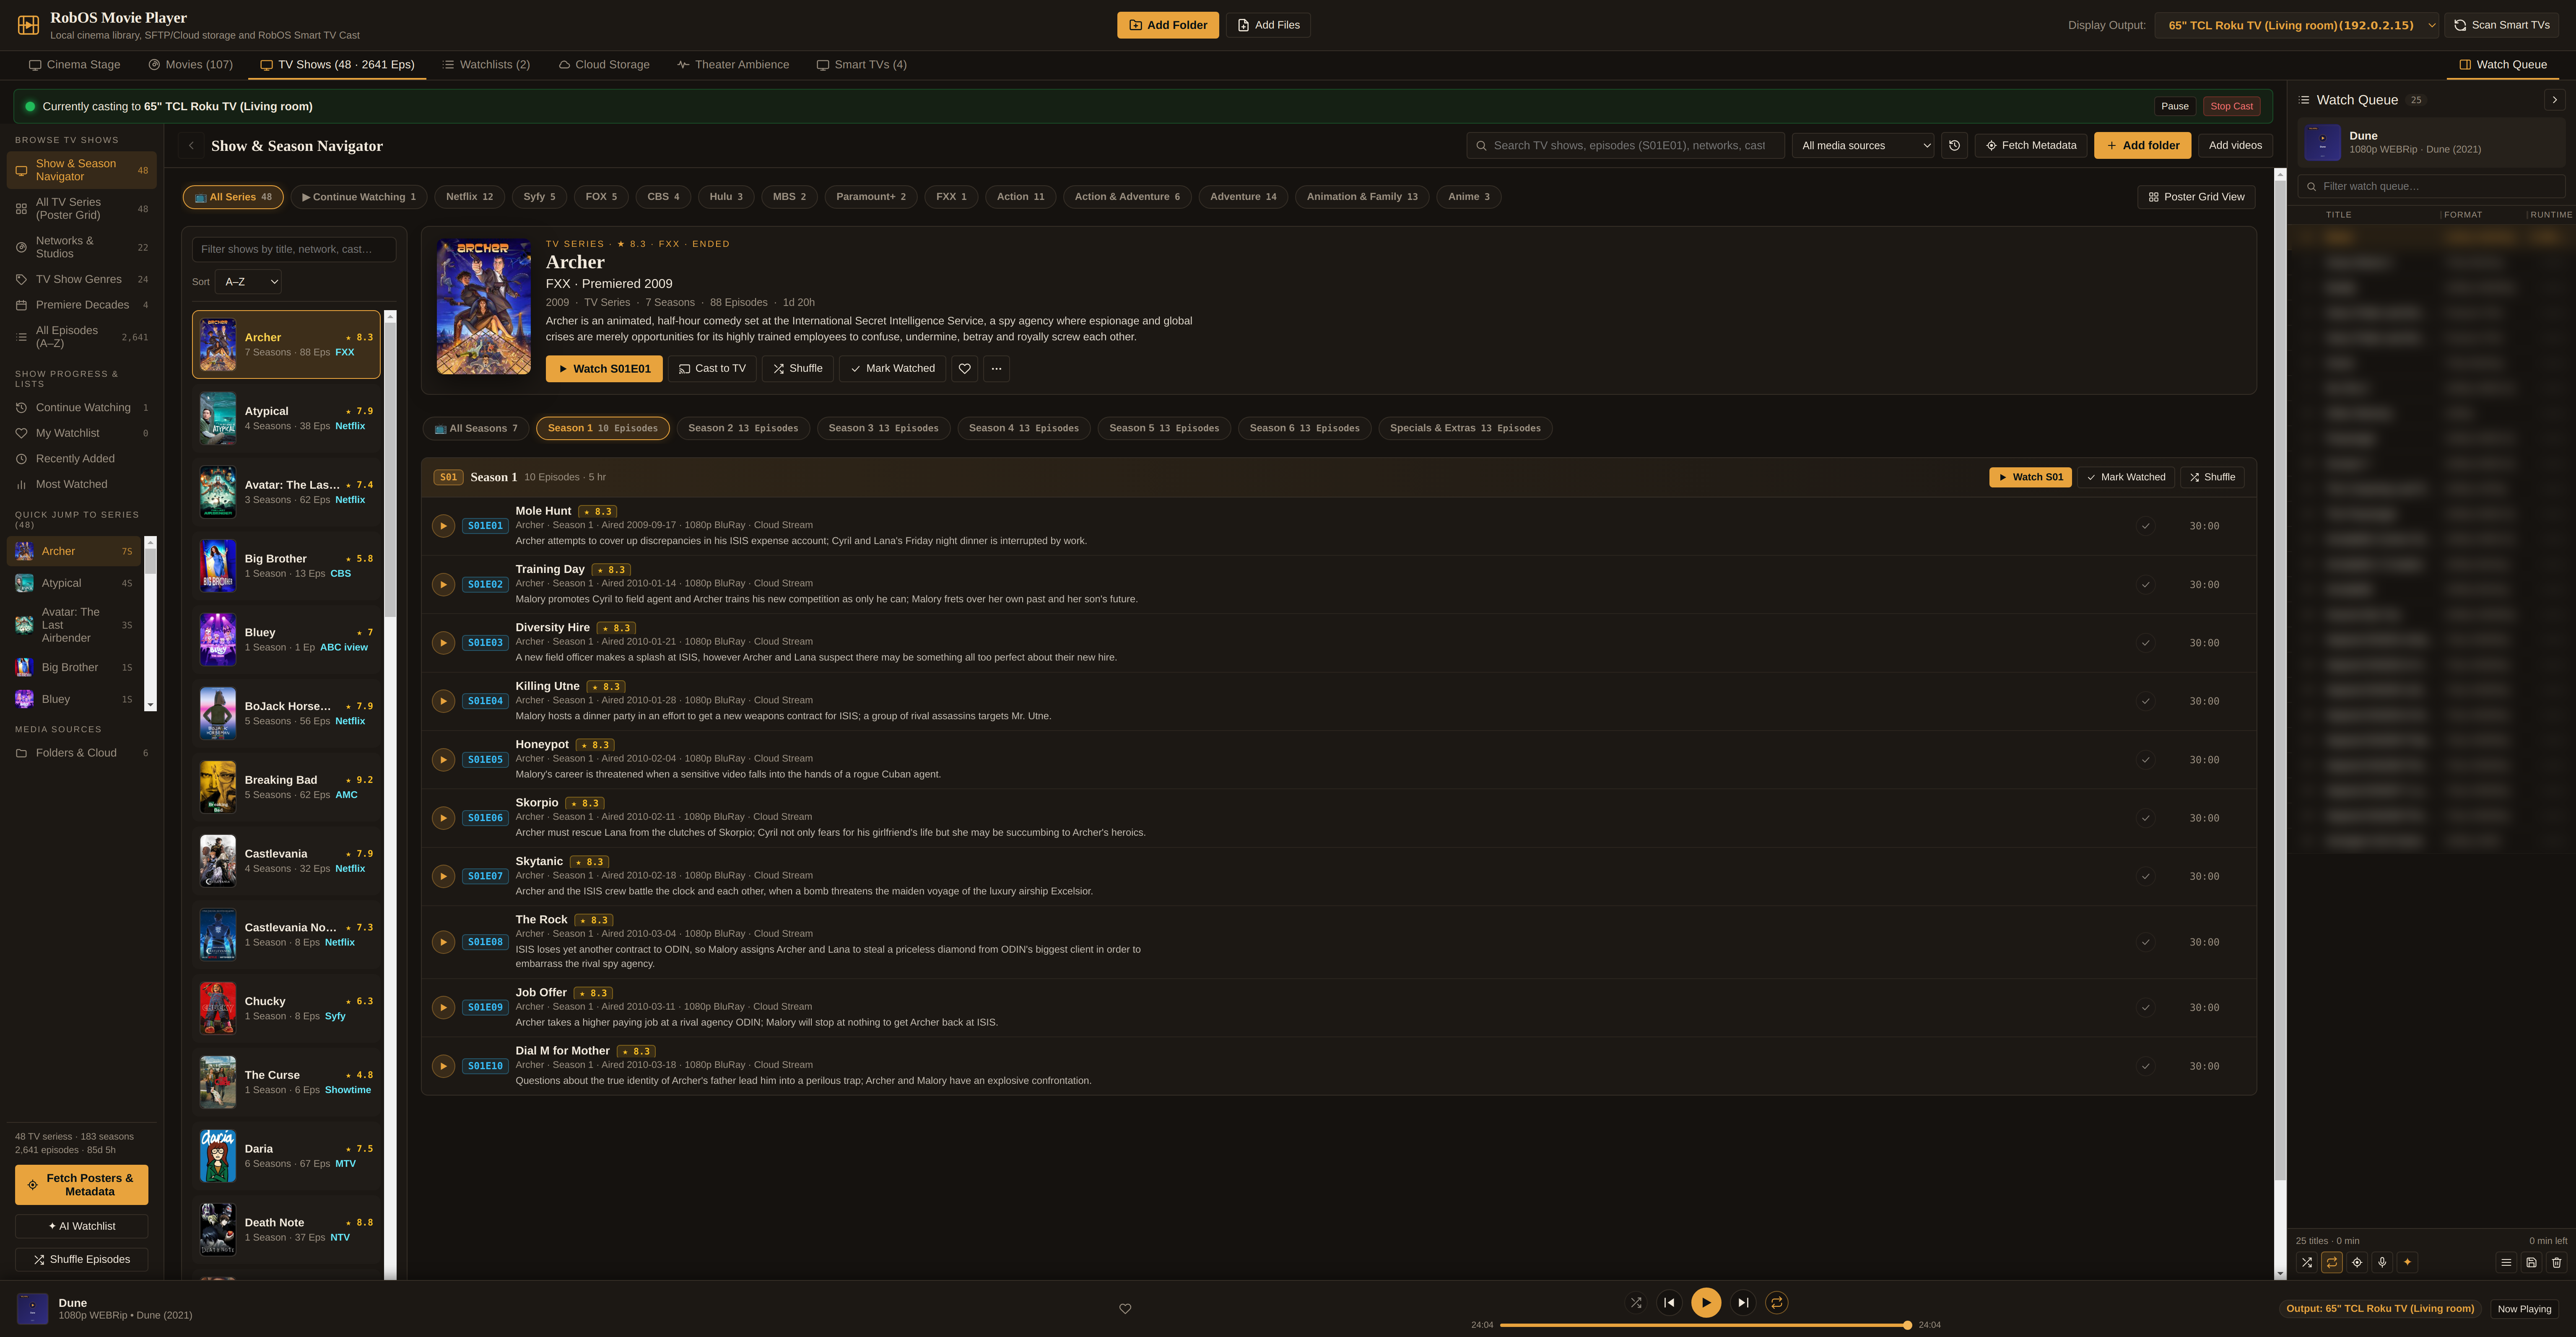 RobOS Movie Player
Local cinema library, SFTP/Cloud storage and RobOS Smart TV Cast
Add Folder
Add Files
Display Output:
65" TCL Roku TV (Living room)(192.0.2.15)
Scan Smart TVs
Cinema Stage
Movies (107)
TV Shows (48 · 2641 Eps)
Watchlists (2)
Cloud Storage
Theater Ambience
Smart TVs (4)
Watch Queue
Currently casting to 65" TCL Roku TV (Living room)
Pause
Stop Cast
BROWSE TV SHOWS
Show & Season
Navigator 48
All TV Series
(Poster Grid) 48
Networks &
Studios 22
TV Show Genres 24
Premiere Decades 4
All Episodes
(A–Z) 2,641
SHOW PROGRESS &
LISTS
Continue Watching 1
My Watchlist 0
Recently Added
Most Watched
QUICK JUMP TO SERIES
(48)
Archer 7S
Atypical 4S
Avatar: The
Last
Airbender 3S
Big Brother 1S
Bluey 1S
MEDIA SOURCES
Folders & Cloud 6
48 TV seriess · 183 seasons
2,641 episodes · 85d 5h
Fetch Posters &
Metadata
✦ AI Watchlist
Shuffle Episodes
Show & Season Navigator
Search TV shows, episodes (S01E01), networks, cast
All media sources
Fetch Metadata
Add folder
Add videos
📺 All Series 48
▶ Continue Watching 1
Netflix 12
Syfy 5
FOX 5
CBS 4
Hulu 3
MBS 2
Paramount+ 2
FXX 1
Action 11
Action & Adventure 6
Adventure 14
Animation & Family 13
Anime 3
Poster Grid View
Filter shows by title, network, cast…
Sort A–Z
Archer ★ 8.3
7 Seasons · 88 Eps FXX
Atypical ★ 7.9
4 Seasons · 38 Eps Netflix
Avatar: The Las... ★ 7.4
3 Seasons · 62 Eps Netflix
Big Brother ★ 5.8
1 Season · 13 Eps CBS
Bluey ★ 7
1 Season · 1 Ep ABC iview
BoJack Horse... ★ 7.9
5 Seasons · 56 Eps Netflix
Breaking Bad ★ 9.2
5 Seasons · 62 Eps AMC
Castlevania ★ 7.9
4 Seasons · 32 Eps Netflix
Castlevania No... ★ 7.3
1 Season · 8 Eps Netflix
Chucky ★ 6.3
1 Season · 8 Eps Syfy
The Curse ★ 4.8
1 Season · 6 Eps Showtime
Daria ★ 7.5
6 Seasons · 67 Eps MTV
Death Note ★ 8.8
1 Season · 37 Eps NTV
ARCHER
TV SERIES · ★ 8.3 · FXX · ENDED
Archer
FXX · Premiered 2009
2009 · TV Series · 7 Seasons · 88 Episodes · 1d 20h
Archer is an animated, half-hour comedy set at the International Secret Intelligence Service, a spy agency where espionage and global
crises are merely opportunities for its highly trained employees to confuse, undermine, betray and royally screw each other.
Watch S01E01
Cast to TV
Shuffle
Mark Watched
📺 All Seasons 7
Season 1 10 Episodes
Season 2 13 Episodes
Season 3 13 Episodes
Season 4 13 Episodes
Season 5 13 Episodes
Season 6 13 Episodes
Specials & Extras 13 Episodes
S01 Season 1 10 Episodes · 5 hr
Watch S01
Mark Watched
Shuffle
Mole Hunt ★ 8.3
S01E01 Archer · Season 1 · Aired 2009-09-17 · 1080p BluRay · Cloud Stream 30:00
Archer attempts to cover up discrepancies in his ISIS expense account; Cyril and Lana's Friday night dinner is interrupted by work.
Training Day ★ 8.3
S01E02 Archer · Season 1 · Aired 2010-01-14 · 1080p BluRay · Cloud Stream 30:00
Malory promotes Cyril to field agent and Archer trains his new competition as only he can; Malory frets over her own past and her son's future.
Diversity Hire ★ 8.3
S01E03 Archer · Season 1 · Aired 2010-01-21 · 1080p BluRay · Cloud Stream 30:00
A new field officer makes a splash at ISIS, however Archer and Lana suspect there may be something all too perfect about their new hire.
Killing Utne ★ 8.3
S01E04 Archer · Season 1 · Aired 2010-01-28 · 1080p BluRay · Cloud Stream 30:00
Malory hosts a dinner party in an effort to get a new weapons contract for ISIS; a group of rival assassins targets Mr. Utne.
Honeypot ★ 8.3
S01E05 Archer · Season 1 · Aired 2010-02-04 · 1080p BluRay · Cloud Stream 30:00
Malory's career is threatened when a sensitive video falls into the hands of a rogue Cuban agent.
Skorpio ★ 8.3
S01E06 Archer · Season 1 · Aired 2010-02-11 · 1080p BluRay · Cloud Stream 30:00
Archer must rescue Lana from the clutches of Skorpio; Cyril not only fears for his girlfriend's life but she may be succumbing to Archer's heroics.
Skytanic ★ 8.3
S01E07 Archer · Season 1 · Aired 2010-02-18 · 1080p BluRay · Cloud Stream 30:00
Archer and the ISIS crew battle the clock and each other, when a bomb threatens the maiden voyage of the luxury airship Excelsior.
The Rock ★ 8.3
S01E08 Archer · Season 1 · Aired 2010-03-04 · 1080p BluRay · Cloud Stream 30:00
ISIS loses yet another contract to ODIN, so Malory assigns Archer and Lana to steal a priceless diamond from ODIN's biggest client in order to
embarrass the rival spy agency.
Job Offer ★ 8.3
S01E09 Archer · Season 1 · Aired 2010-03-11 · 1080p BluRay · Cloud Stream 30:00
Archer takes a higher paying job at a rival agency ODIN; Malory will stop at nothing to get Archer back at ISIS.
Dial M for Mother ★ 8.3
S01E10 Archer · Season 1 · Aired 2010-03-18 · 1080p BluRay · Cloud Stream 30:00
Questions about the true identity of Archer's father lead him into a perilous trap; Archer and Malory have an explosive confrontation.
Watch Queue 25
Dune
1080p WEBRip · Dune (2021)
Filter watch queue…
TITLE FORMAT RUNTIME
25 titles · 0 min 0 min left
Dune
1080p WEBRip • Dune (2021)
24:04 24:04
Output: 65" TCL Roku TV (Living room)
Now Playing